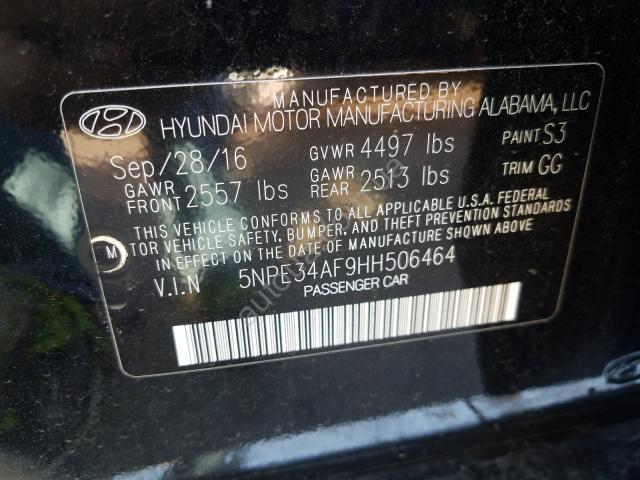 MANUFACTURED BY
HYUNDAI MOTOR MANUFACTURING ALABAMA, LLC
Sep/28/16 GVWR 4497 lbs PAINT S3
GAWR FRONT 2557 lbs GAWR REAR 2513 lbs TRIM GG
THIS VEHICLE CONFORMS TO ALL APPLICABLE U.S.A. FEDERAL
MOTOR VEHICLE SAFETY, BUMPER, AND THEFT PREVENTION STANDARDS
IN EFFECT ON THE DATE OF MANUFACTURE SHOWN ABOVE.
M
V.I.N 5NPE34AF9HH506464
PASSENGER CAR